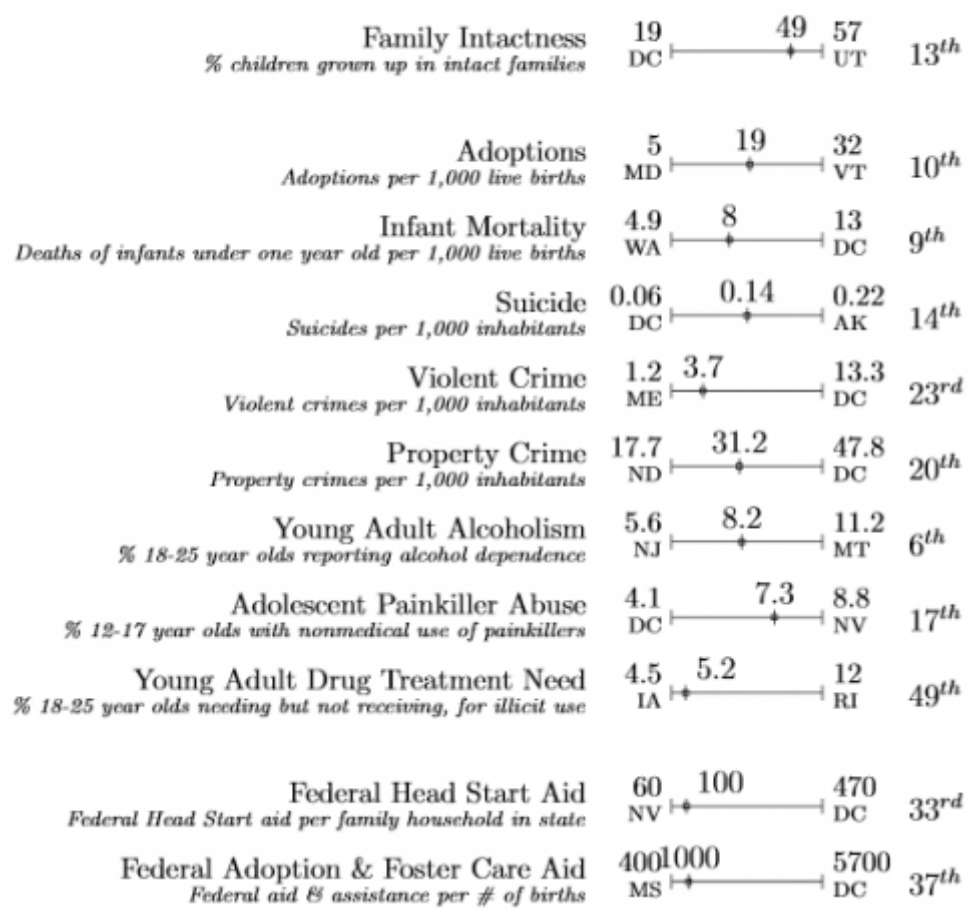 Family Intactness 19 49 57
% children grown up in intact families DC UT 13th
Adoptions 5 19 32
Adoptions per 1,000 live births MD VT 10th
Infant Mortality 4.9 8 13
Deaths of infants under one year old per 1,000 live births WA DC 9th
Suicide 0.06 0.14 0.22
Suicides per 1,000 inhabitants DC AK 14th
Violent Crime 1.2 3.7 13.3
Violent crimes per 1,000 inhabitants ME DC 23rd
Property Crime 17.7 31.2 47.8
Property crimes per 1,000 inhabitants ND DC 20th
Young Adult Alcoholism 5.6 8.2 11.2
% 18-25 year olds reporting alcohol dependence NJ MT 6th
Adolescent Painkiller Abuse 4.1 7.3 8.8
% 12-17 year olds with nonmedical use of painkillers DC NV 17th
Young Adult Drug Treatment Need 4.5 5.2 12
% 18-25 year olds needing but not receiving, for illicit use IA RI 49th
Federal Head Start Aid 60 100 470
Federal Head Start aid per family household in state NV DC 33rd
Federal Adoption & Foster Care Aid 400 1000 5700
Federal aid & assistance per # of births MS DC 37th